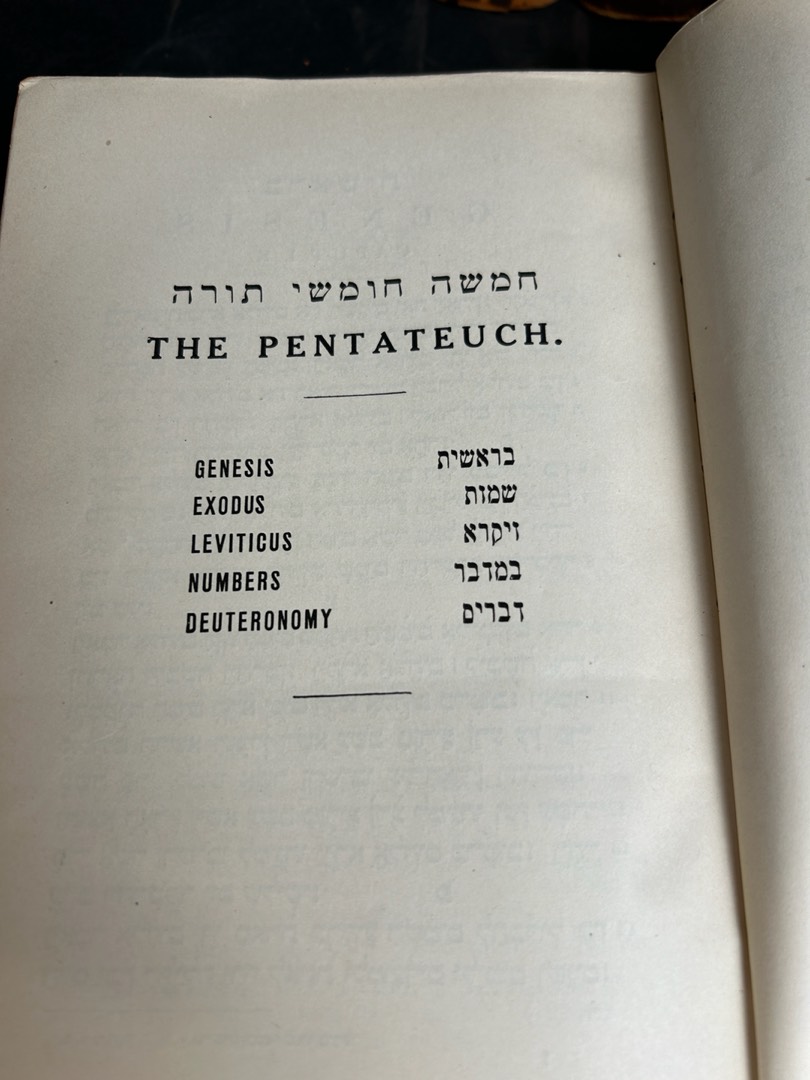 חמשה חומשי תורה
THE PENTATEUCH.
GENESIS בראשית
EXODUS שמות
LEVITICUS ויקרא
NUMBERS במדבר
DEUTERONOMY דברים